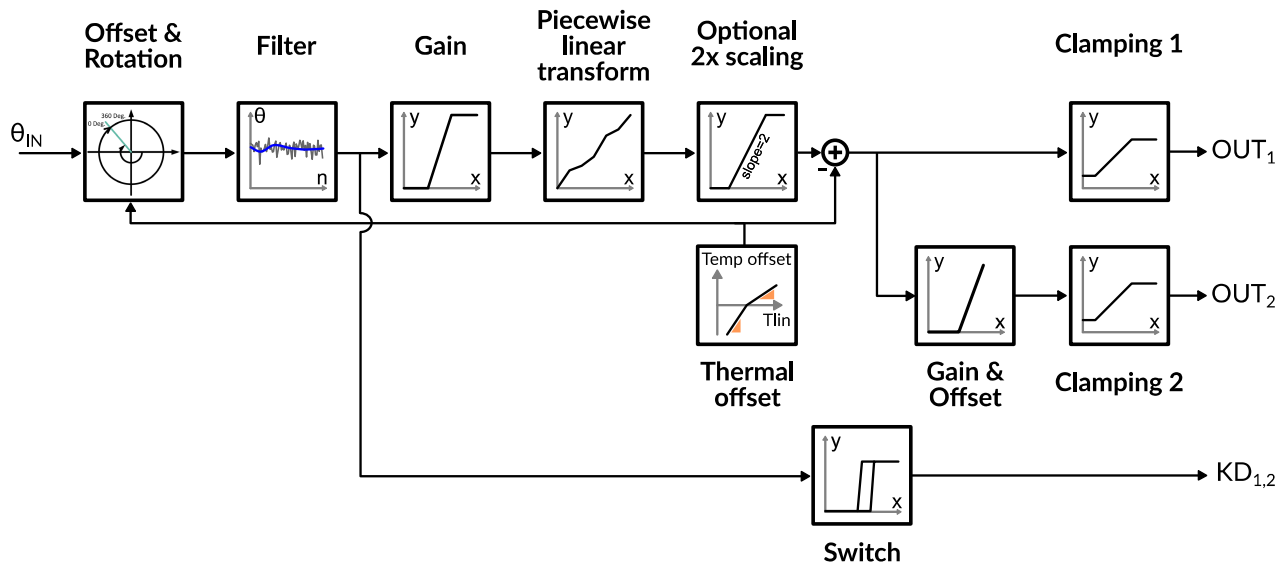 Offset &
Rotation
Filter
Gain
Piecewise
linear
transform
Optional
2x scaling
Clamping 1
θIN
360 Deg.
0 Deg.
θ
n
y
x
y
x
y
slope=2
x
-
+
y
x
OUT1
Temp offset
Tlin
Thermal
offset
y
x
Gain &
Offset
y
x
OUT2
Clamping 2
y
x
Switch
KD1,2